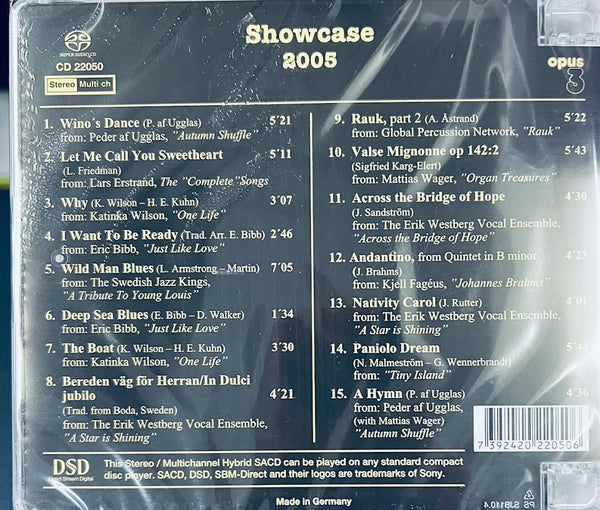 Showcase
2005
SUPER AUDIO CD
CD 22050
Stereo Multi ch
opus
3
1. Wino´s Dance (P. af Ugglas) 5'21
from: Peder af Ugglas, "Autumn Shuffle"
2. Let Me Call You Sweetheart 5'11
(L. Friedman)
from: Lars Erstrand, The "Complete" Songs
3. Why (K. Wilson – H. E. Kuhn) 3'07
from: Katinka Wilson, "One Life"
4. I Want To Be Ready (Trad. Arr. E. Bibb) 2'46
from: Eric Bibb, "Just Like Love"
5. Wild Man Blues (L. Armstrong – Martin) 7'05
from: The Swedish Jazz Kings,
"A Tribute To Young Louis"
6. Deep Sea Blues (E. Bibb – D. Walker) 1'34
from: Eric Bibb, "Just Like Love"
7. The Boat (K. Wilson – H. E. Kuhn) 3'30
from: Katinka Wilson, "One Life"
8. Bereden väg för Herran/In Dulci
jubilo 4'21
(Trad. from Boda, Sweden)
from: The Erik Westberg Vocal Ensemble,
"A Star is Shining"
9. Rauk, part 2 (A. Åstrand) 5'22
from: Global Percussion Network, "Rauk"
10. Valse Mignonne op 142:2 5'43
(Sigfried Karg-Elert)
from: Mattias Wager, "Organ Treasures"
11. Across the Bridge of Hope 4'30
(J. Sandström)
from: The Erik Westberg Vocal Ensemble,
"Across the Bridge of Hope"
12. Andantino, from Quintet in B minor 4'23
(J. Brahms)
from: Kjell Fagéus, "Johannes Brahms"
13. Nativity Carol (J. Rutter) 4'01
from: The Erik Westberg Vocal Ensemble,
"A Star is Shining"
14. Paniolo Dream 5'44
(N. Malmeström – G. Wennerbrandt)
from: "Tiny Island"
15. A Hymn (P. af Ugglas) 4'36
from: Peder af Ugglas,
(with Mattias Wager)
"Autumn Shuffle"
7 392420 220506
DSD
Direct Stream Digital
This Stereo / Multichannel Hybrid SACD can be played on any standard compact
disc player. SACD, DSD, SBM-Direct and their logos are trademarks of Sony.
Made in Germany